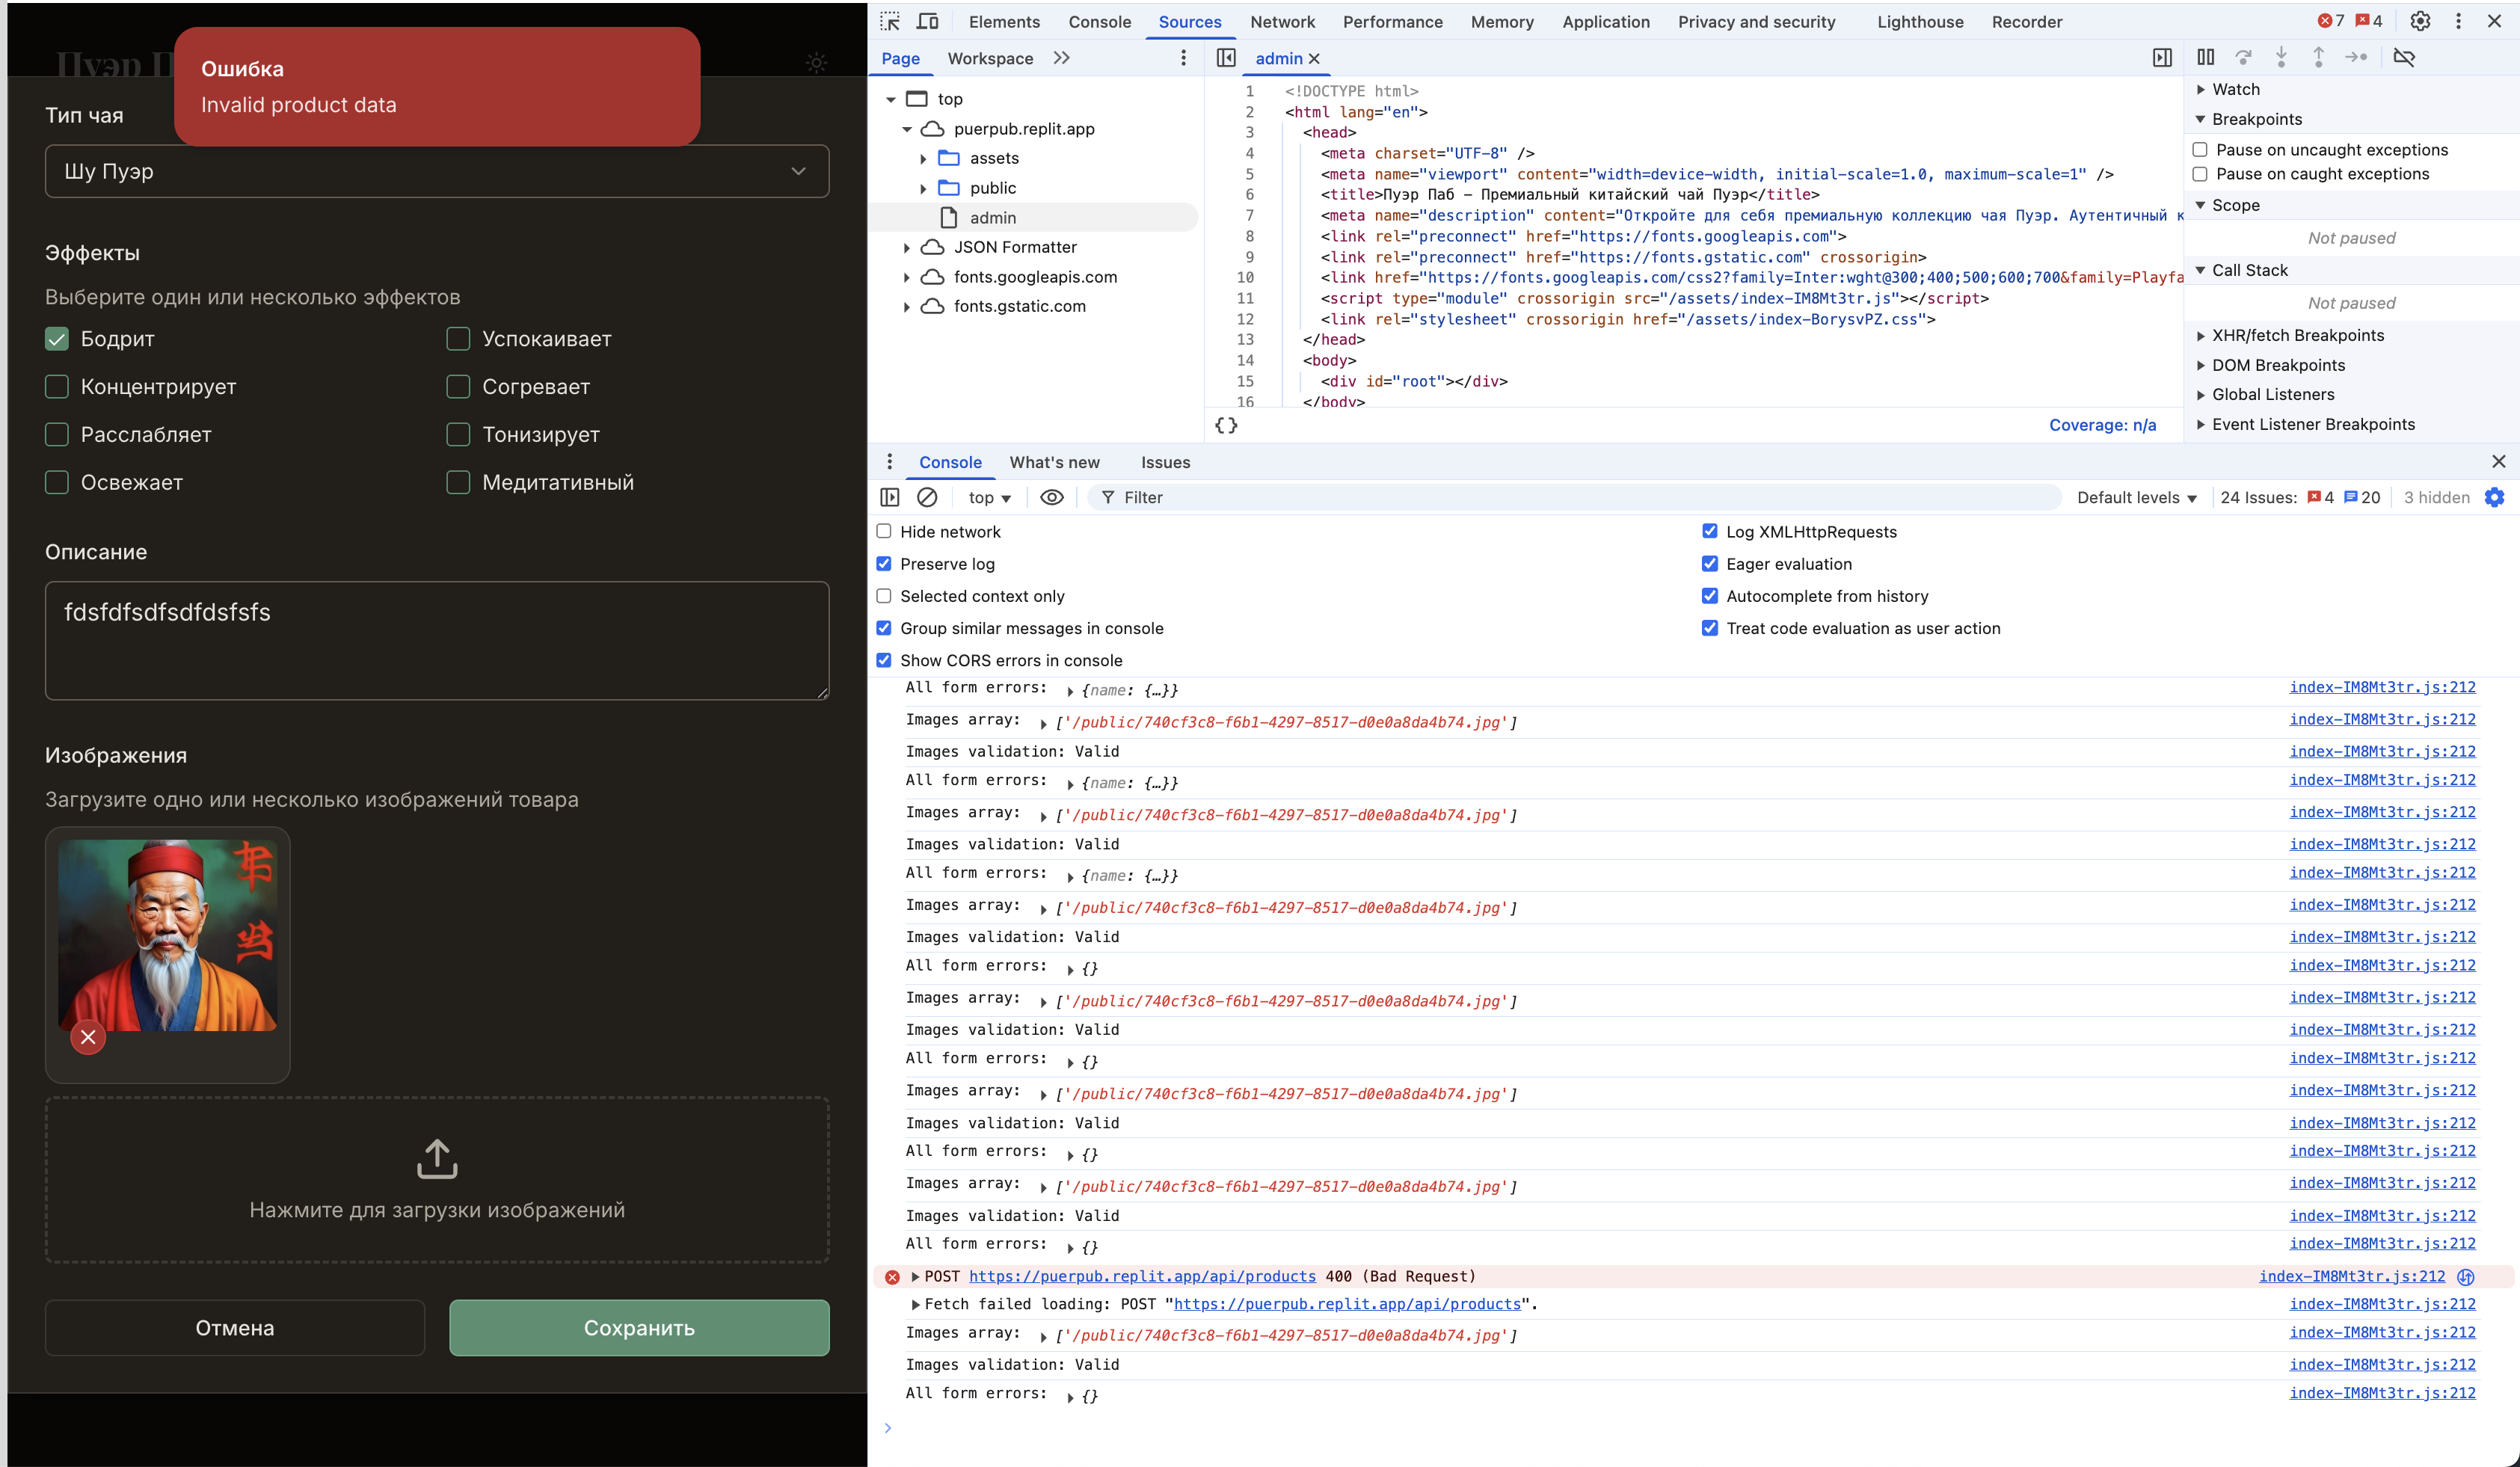 Пуэр П
Ошибка
Invalid product data
Тип чая
Шу Пуэр
Эффекты
Выберите один или несколько эффектов
Бодрит
Успокаивает
Концентрирует
Согревает
Расслабляет
Тонизирует
Освежает
Медитативный
Описание
fdsfdfsdfsdfdsfsfs
Изображения
Загрузите одно или несколько изображений товара
Нажмите для загрузки изображений
Отмена
Сохранить
Elements Console Sources Network Performance Memory Application Privacy and security Lighthouse Recorder 7 4
Page Workspace
top
puerpub.replit.app
assets
public
admin
JSON Formatter
fonts.googleapis.com
fonts.gstatic.com
admin
1 <!DOCTYPE html>
2 <html lang="en">
3 <head>
4 <meta charset="UTF-8" />
5 <meta name="viewport" content="width=device-width, initial-scale=1.0, maximum-scale=1" />
6 <title>Пуэр Паб – Премиальный китайский чай Пуэр</title>
7 <meta name="description" content="Откройте для себя премиальную коллекцию чая Пуэр. Аутентичный к
8 <link rel="preconnect" href="https://fonts.googleapis.com">
9 <link rel="preconnect" href="https://fonts.gstatic.com" crossorigin>
10 <link href="https://fonts.googleapis.com/css2?family=Inter:wght@300;400;500;600;700&family=Playfa
11 <script type="module" crossorigin src="/assets/index-IM8Mt3tr.js"></script>
12 <link rel="stylesheet" crossorigin href="/assets/index-BorysvPZ.css">
13 </head>
14 <body>
15 <div id="root"></div>
16 </body>
{} Coverage: n/a
Watch
Breakpoints
Pause on uncaught exceptions
Pause on caught exceptions
Scope
Not paused
Call Stack
Not paused
XHR/fetch Breakpoints
DOM Breakpoints
Global Listeners
Event Listener Breakpoints
Console What's new Issues
top Filter Default levels 24 Issues: 4 20 3 hidden
Hide network
Log XMLHttpRequests
Preserve log
Eager evaluation
Selected context only
Autocomplete from history
Group similar messages in console
Treat code evaluation as user action
Show CORS errors in console
All form errors: {name: {…}} index-IM8Mt3tr.js:212
Images array: ['/public/740cf3c8-f6b1-4297-8517-d0e0a8da4b74.jpg'] index-IM8Mt3tr.js:212
Images validation: Valid index-IM8Mt3tr.js:212
All form errors: {name: {…}} index-IM8Mt3tr.js:212
Images array: ['/public/740cf3c8-f6b1-4297-8517-d0e0a8da4b74.jpg'] index-IM8Mt3tr.js:212
Images validation: Valid index-IM8Mt3tr.js:212
All form errors: {name: {…}} index-IM8Mt3tr.js:212
Images array: ['/public/740cf3c8-f6b1-4297-8517-d0e0a8da4b74.jpg'] index-IM8Mt3tr.js:212
Images validation: Valid index-IM8Mt3tr.js:212
All form errors: {} index-IM8Mt3tr.js:212
Images array: ['/public/740cf3c8-f6b1-4297-8517-d0e0a8da4b74.jpg'] index-IM8Mt3tr.js:212
Images validation: Valid index-IM8Mt3tr.js:212
All form errors: {} index-IM8Mt3tr.js:212
Images array: ['/public/740cf3c8-f6b1-4297-8517-d0e0a8da4b74.jpg'] index-IM8Mt3tr.js:212
Images validation: Valid index-IM8Mt3tr.js:212
All form errors: {} index-IM8Mt3tr.js:212
Images array: ['/public/740cf3c8-f6b1-4297-8517-d0e0a8da4b74.jpg'] index-IM8Mt3tr.js:212
Images validation: Valid index-IM8Mt3tr.js:212
All form errors: {} index-IM8Mt3tr.js:212
POST https://puerpub.replit.app/api/products 400 (Bad Request) index-IM8Mt3tr.js:212
Fetch failed loading: POST "https://puerpub.replit.app/api/products". index-IM8Mt3tr.js:212
Images array: ['/public/740cf3c8-f6b1-4297-8517-d0e0a8da4b74.jpg'] index-IM8Mt3tr.js:212
Images validation: Valid index-IM8Mt3tr.js:212
All form errors: {} index-IM8Mt3tr.js:212